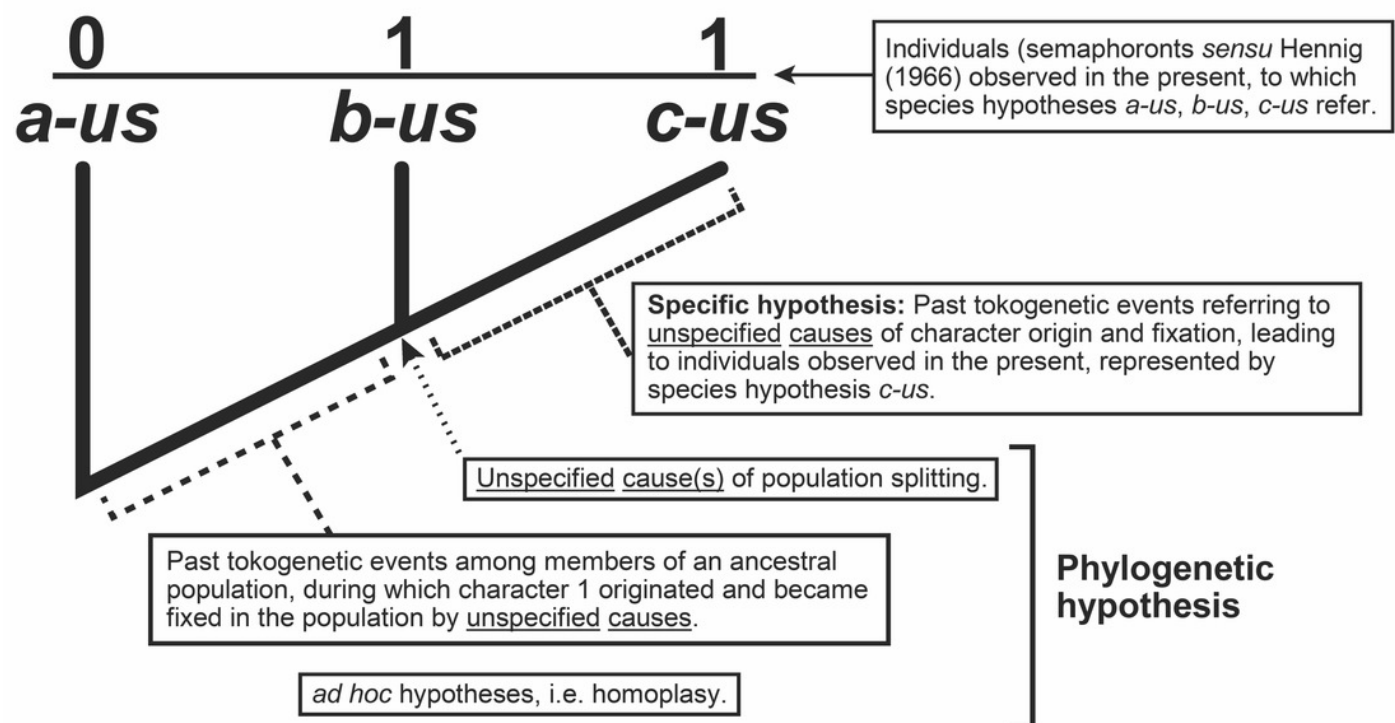 0 1 1
a-us b-us c-us
Individuals (semaphoronts sensu Hennig
(1966) observed in the present, to which
species hypotheses a-us, b-us, c-us refer.
Specific hypothesis: Past tokogenetic events referring to
unspecified causes of character origin and fixation, leading
to individuals observed in the present, represented by
species hypothesis c-us.
Unspecified cause(s) of population splitting.
Past tokogenetic events among members of an ancestral
population, during which character 1 originated and became
fixed in the population by unspecified causes.
ad hoc hypotheses, i.e. homoplasy.
Phylogenetic
hypothesis